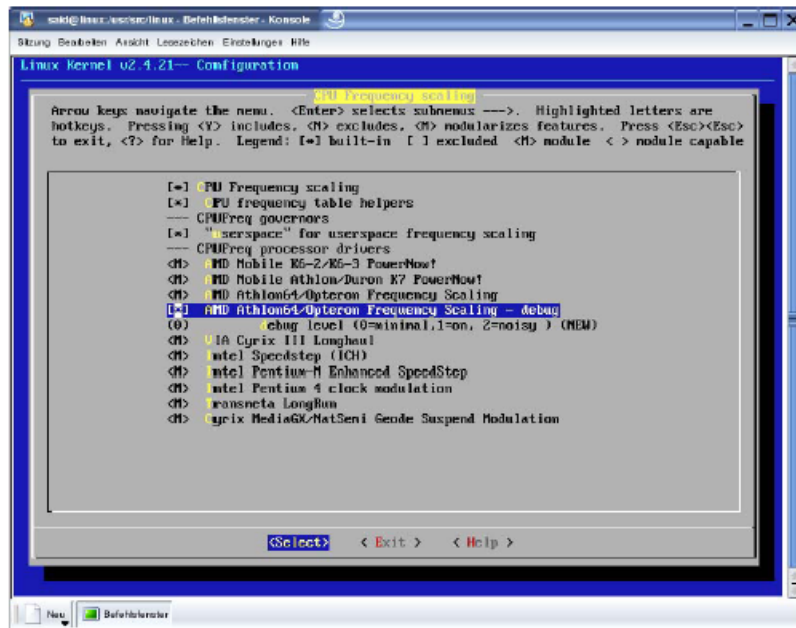 said@linux:/usr/src/linux - Befehlsfenster - Konsole
Sitzung Bearbeiten Ansicht Lesezeichen Einstellungen Hilfe
Linux Kernel v2.4.21-- Configuration
CPU Frequency scaling
Arrow keys navigate the menu. <Enter> selects submenus --->. Highlighted letters are
hotkeys. Pressing <Y> includes, <N> excludes, <M> modularizes features. Press <Esc><Esc>
to exit, <?> for Help. Legend: [*] built-in [ ] excluded <M> module < > module capable
[*] CPU Frequency scaling
[*] CPU frequency table helpers
--- CPUFreq governors
[*] "userspace" for userspace frequency scaling
--- CPUFreq processor drivers
<M> AMD Mobile K6-2/K6-3 PowerNow!
<M> AMD Mobile Athlon/Duron K7 PowerNow!
<M> AMD Athlon64/Opteron Frequency Scaling
[*] AMD Athlon64/Opteron Frequency Scaling - debug
(0) debug level (0=minimal,1=on, 2=noisy ) (NEW)
<M> VIA Cyrix III Longhaul
<M> Intel Speedstep (ICH)
<M> Intel Pentium-M Enhanced SpeedStep
<M> Intel Pentium 4 clock modulation
<M> Transmeta LongRun
<M> Cyrix MediaGX/NatSemi Geode Suspend Modulation
<Select> < Exit > < Help >
Neu Befehlsfenster